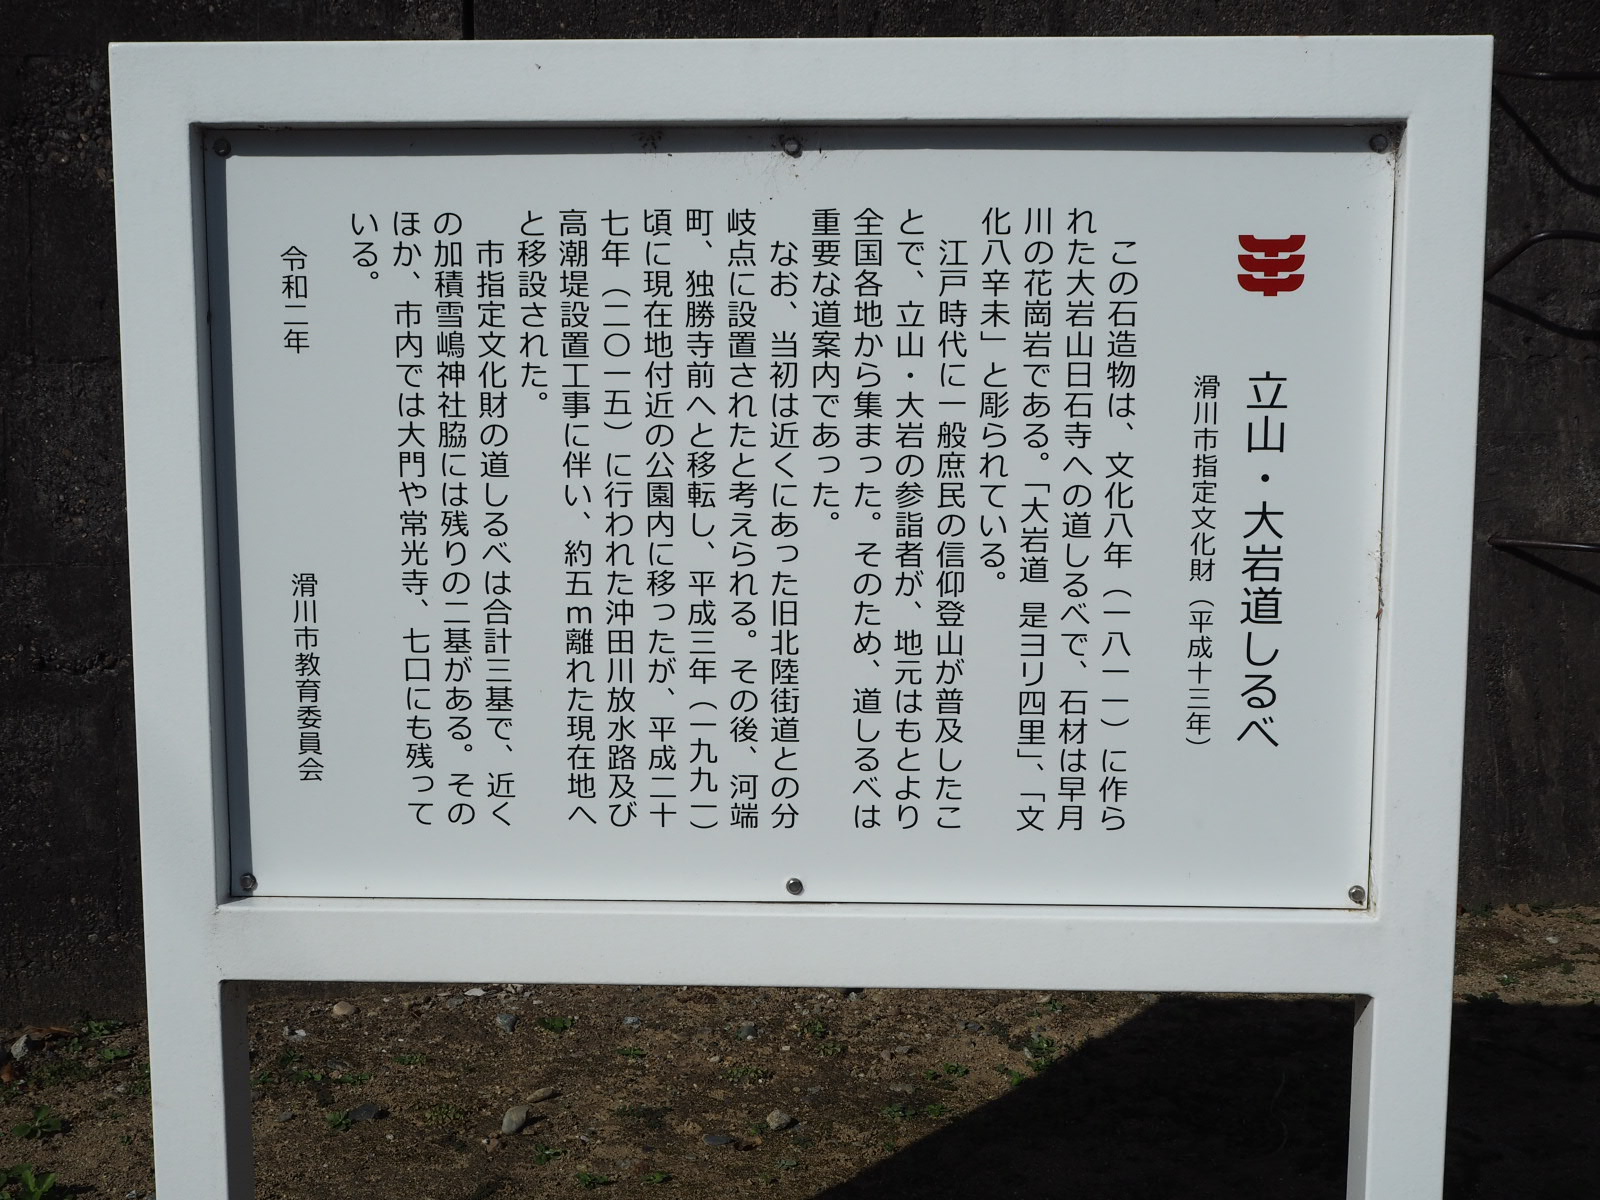 立山・大岩道しるべ
滑川市指定文化財（平成十三年）
この石造物は、文化八年（一八一一）に作ら
れた大岩山日石寺への道しるべで、石材は早月
川の花崗岩である。「大岩道 是ヨリ四里」、「文
化八辛未」と彫られている。
江戸時代に一般庶民の信仰登山が普及したこ
とで、立山・大岩の参詣者が、地元はもとより
全国各地から集まった。そのため、道しるべは
重要な道案内であった。
なお、当初は近くにあった旧北陸街道との分
岐点に設置されたと考えられる。その後、河端
町、独勝寺前へと移転し、平成三年（一九九一）
頃に現在地付近の公園内に移ったが、平成二十
七年（二〇一五）に行われた沖田川放水路及び
高潮堤設置工事に伴い、約五ｍ離れた現在地へ
と移設された。
市指定文化財の道しるべは合計三基で、近く
の加積雪嶋神社脇には残りの二基がある。その
ほか、市内では大門や常光寺、七口にも残って
いる。
令和二年
滑川市教育委員会